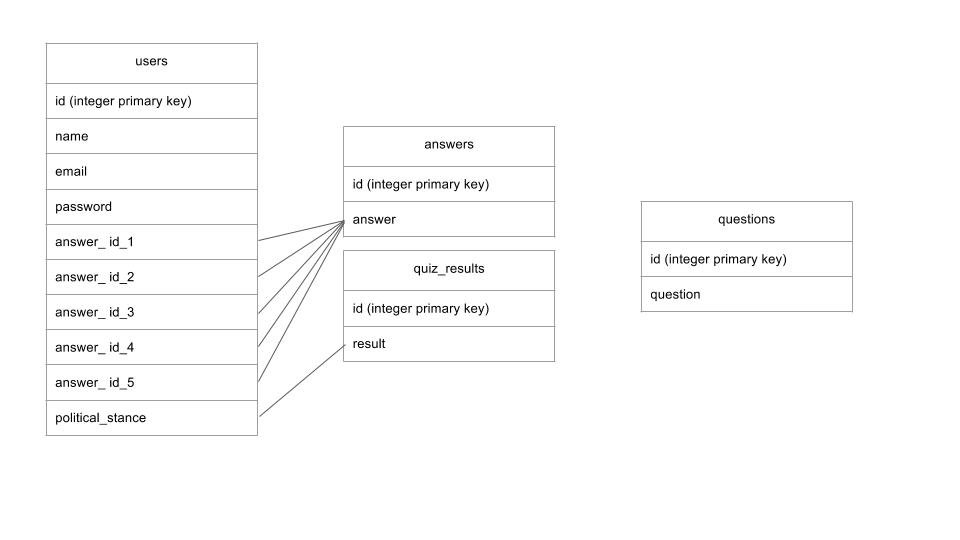 users
id (integer primary key)
name
email
password
answer_ id_1
answer_ id_2
answer_ id_3
answer_ id_4
answer_ id_5
political_stance
answers
id (integer primary key)
answer
quiz_results
id (integer primary key)
result
questions
id (integer primary key)
question